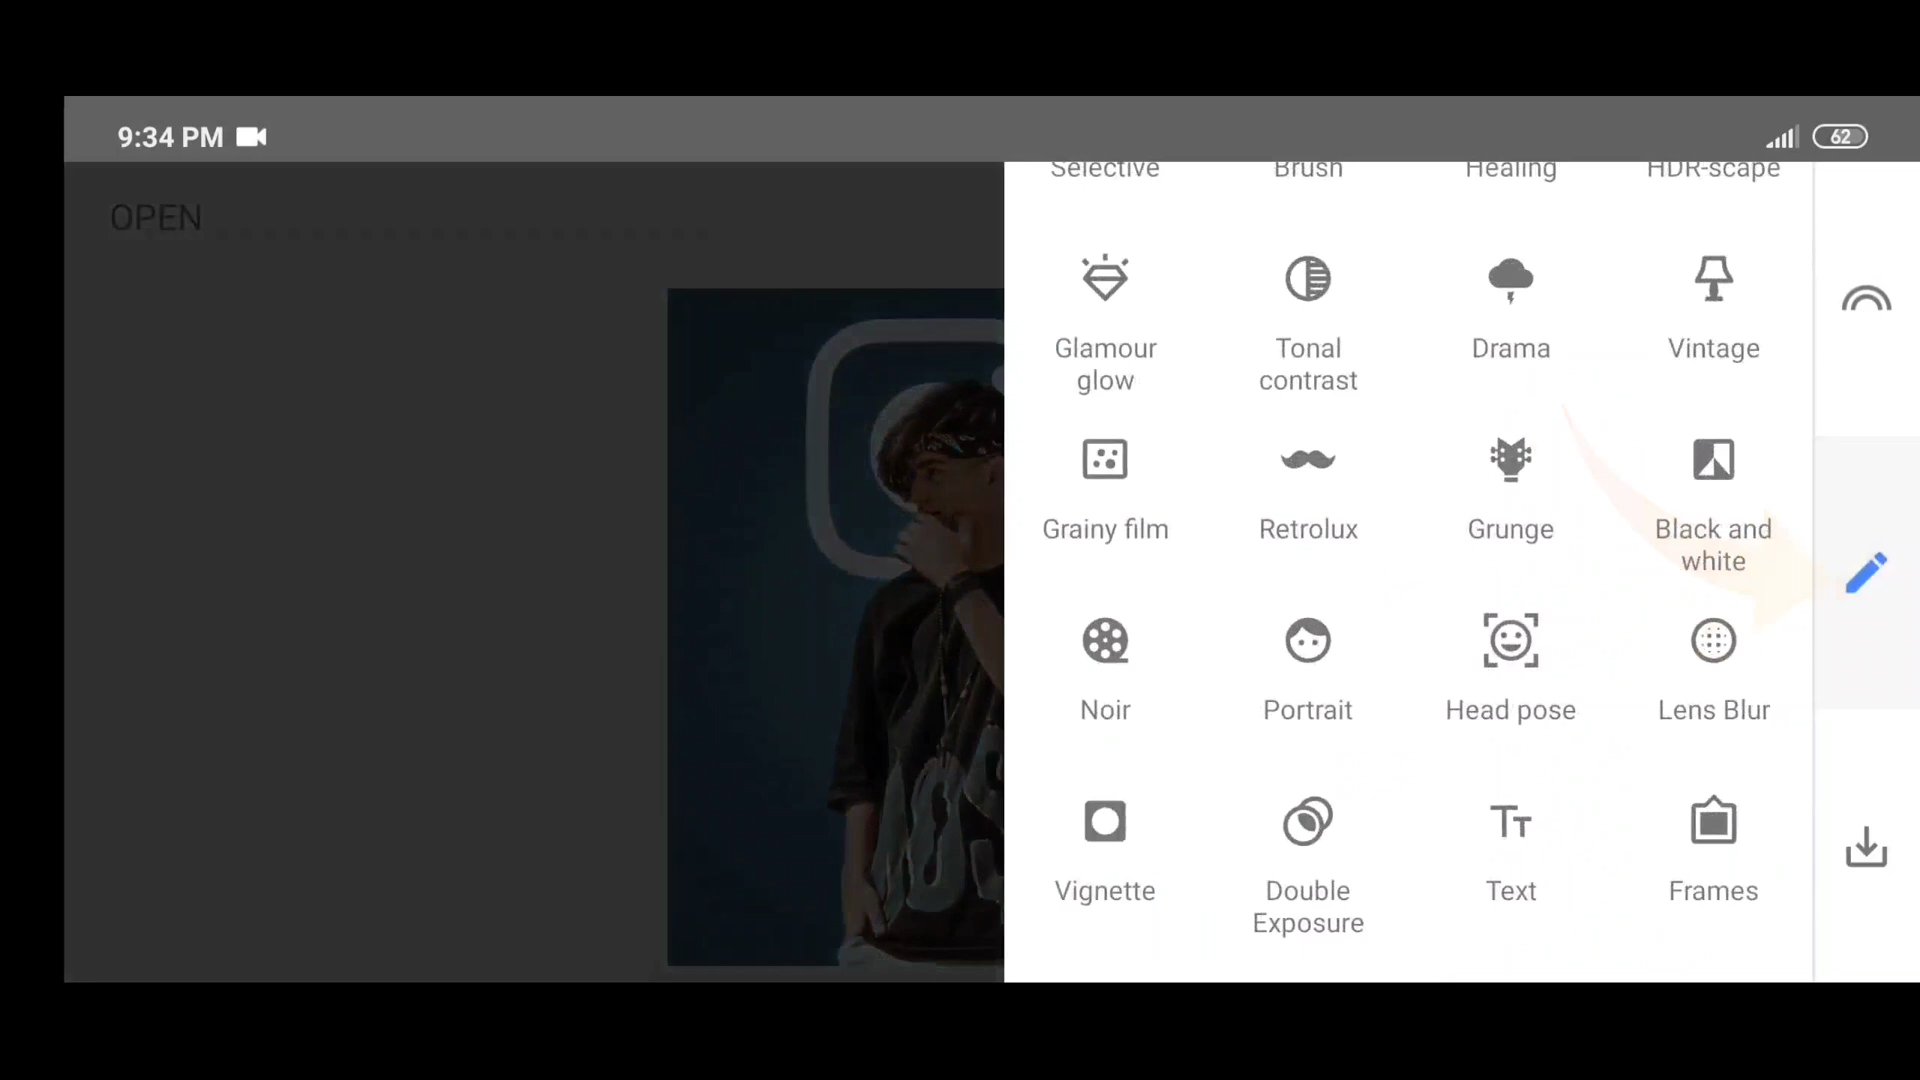 9:34 PM
62
OPEN
Selective Brush Healing HDR-scape
Glamour glow
Tonal contrast
Drama
Vintage
Grainy film
Retrolux
Grunge
Black and white
Noir
Portrait
Head pose
Lens Blur
Vignette
Double Exposure
Text
Frames